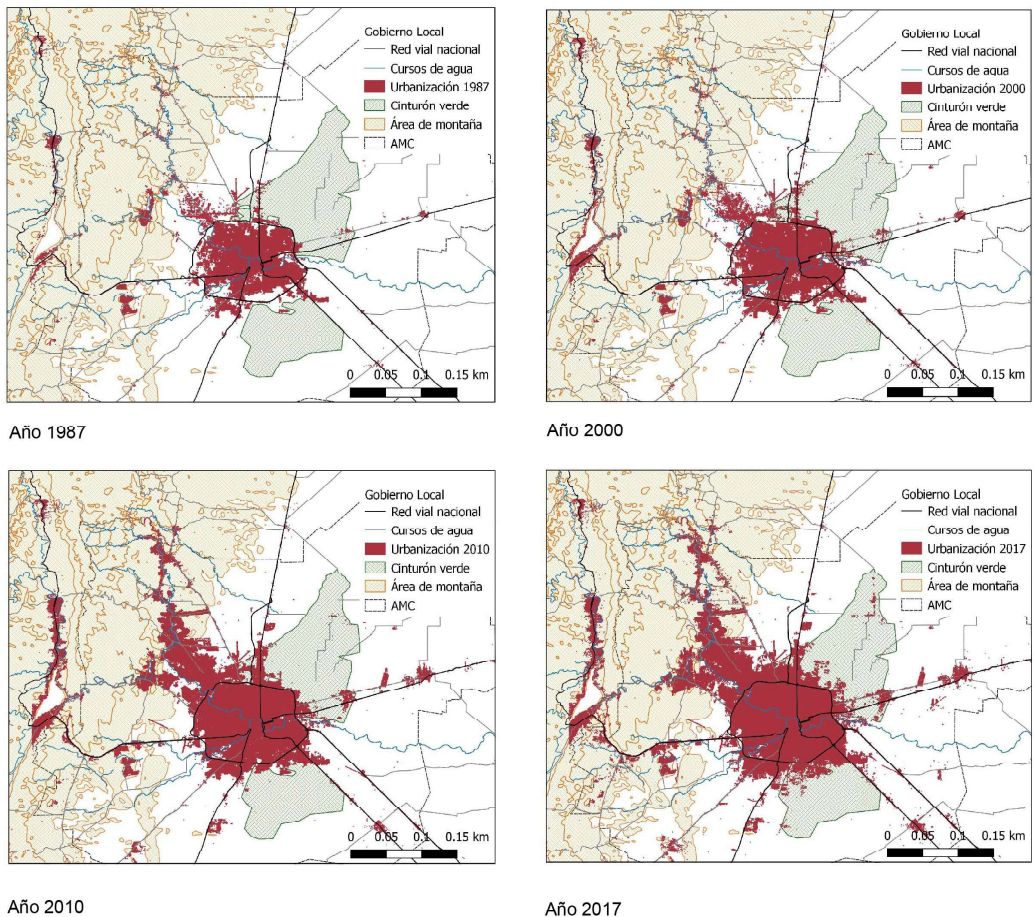 Gobierno Local
Red vial nacional
Cursos de agua
Urbanización 1987
Cinturón verde
Área de montaña
AMC
0 0.05 0.1 0.15 km
Año 1987
Gobierno Local
Red vial nacional
Cursos de agua
Urbanización 2000
Cinturón verde
Área de montaña
AMC
0 0.05 0.1 0.15 km
Año 2000
Gobierno Local
Red vial nacional
Cursos de agua
Urbanización 2010
Cinturón verde
Área de montaña
AMC
0 0.05 0.1 0.15 km
Año 2010
Gobierno Local
Red vial nacional
Cursos de agua
Urbanización 2017
Cinturón verde
Área de montaña
AMC
0 0.05 0.1 0.15 km
Año 2017